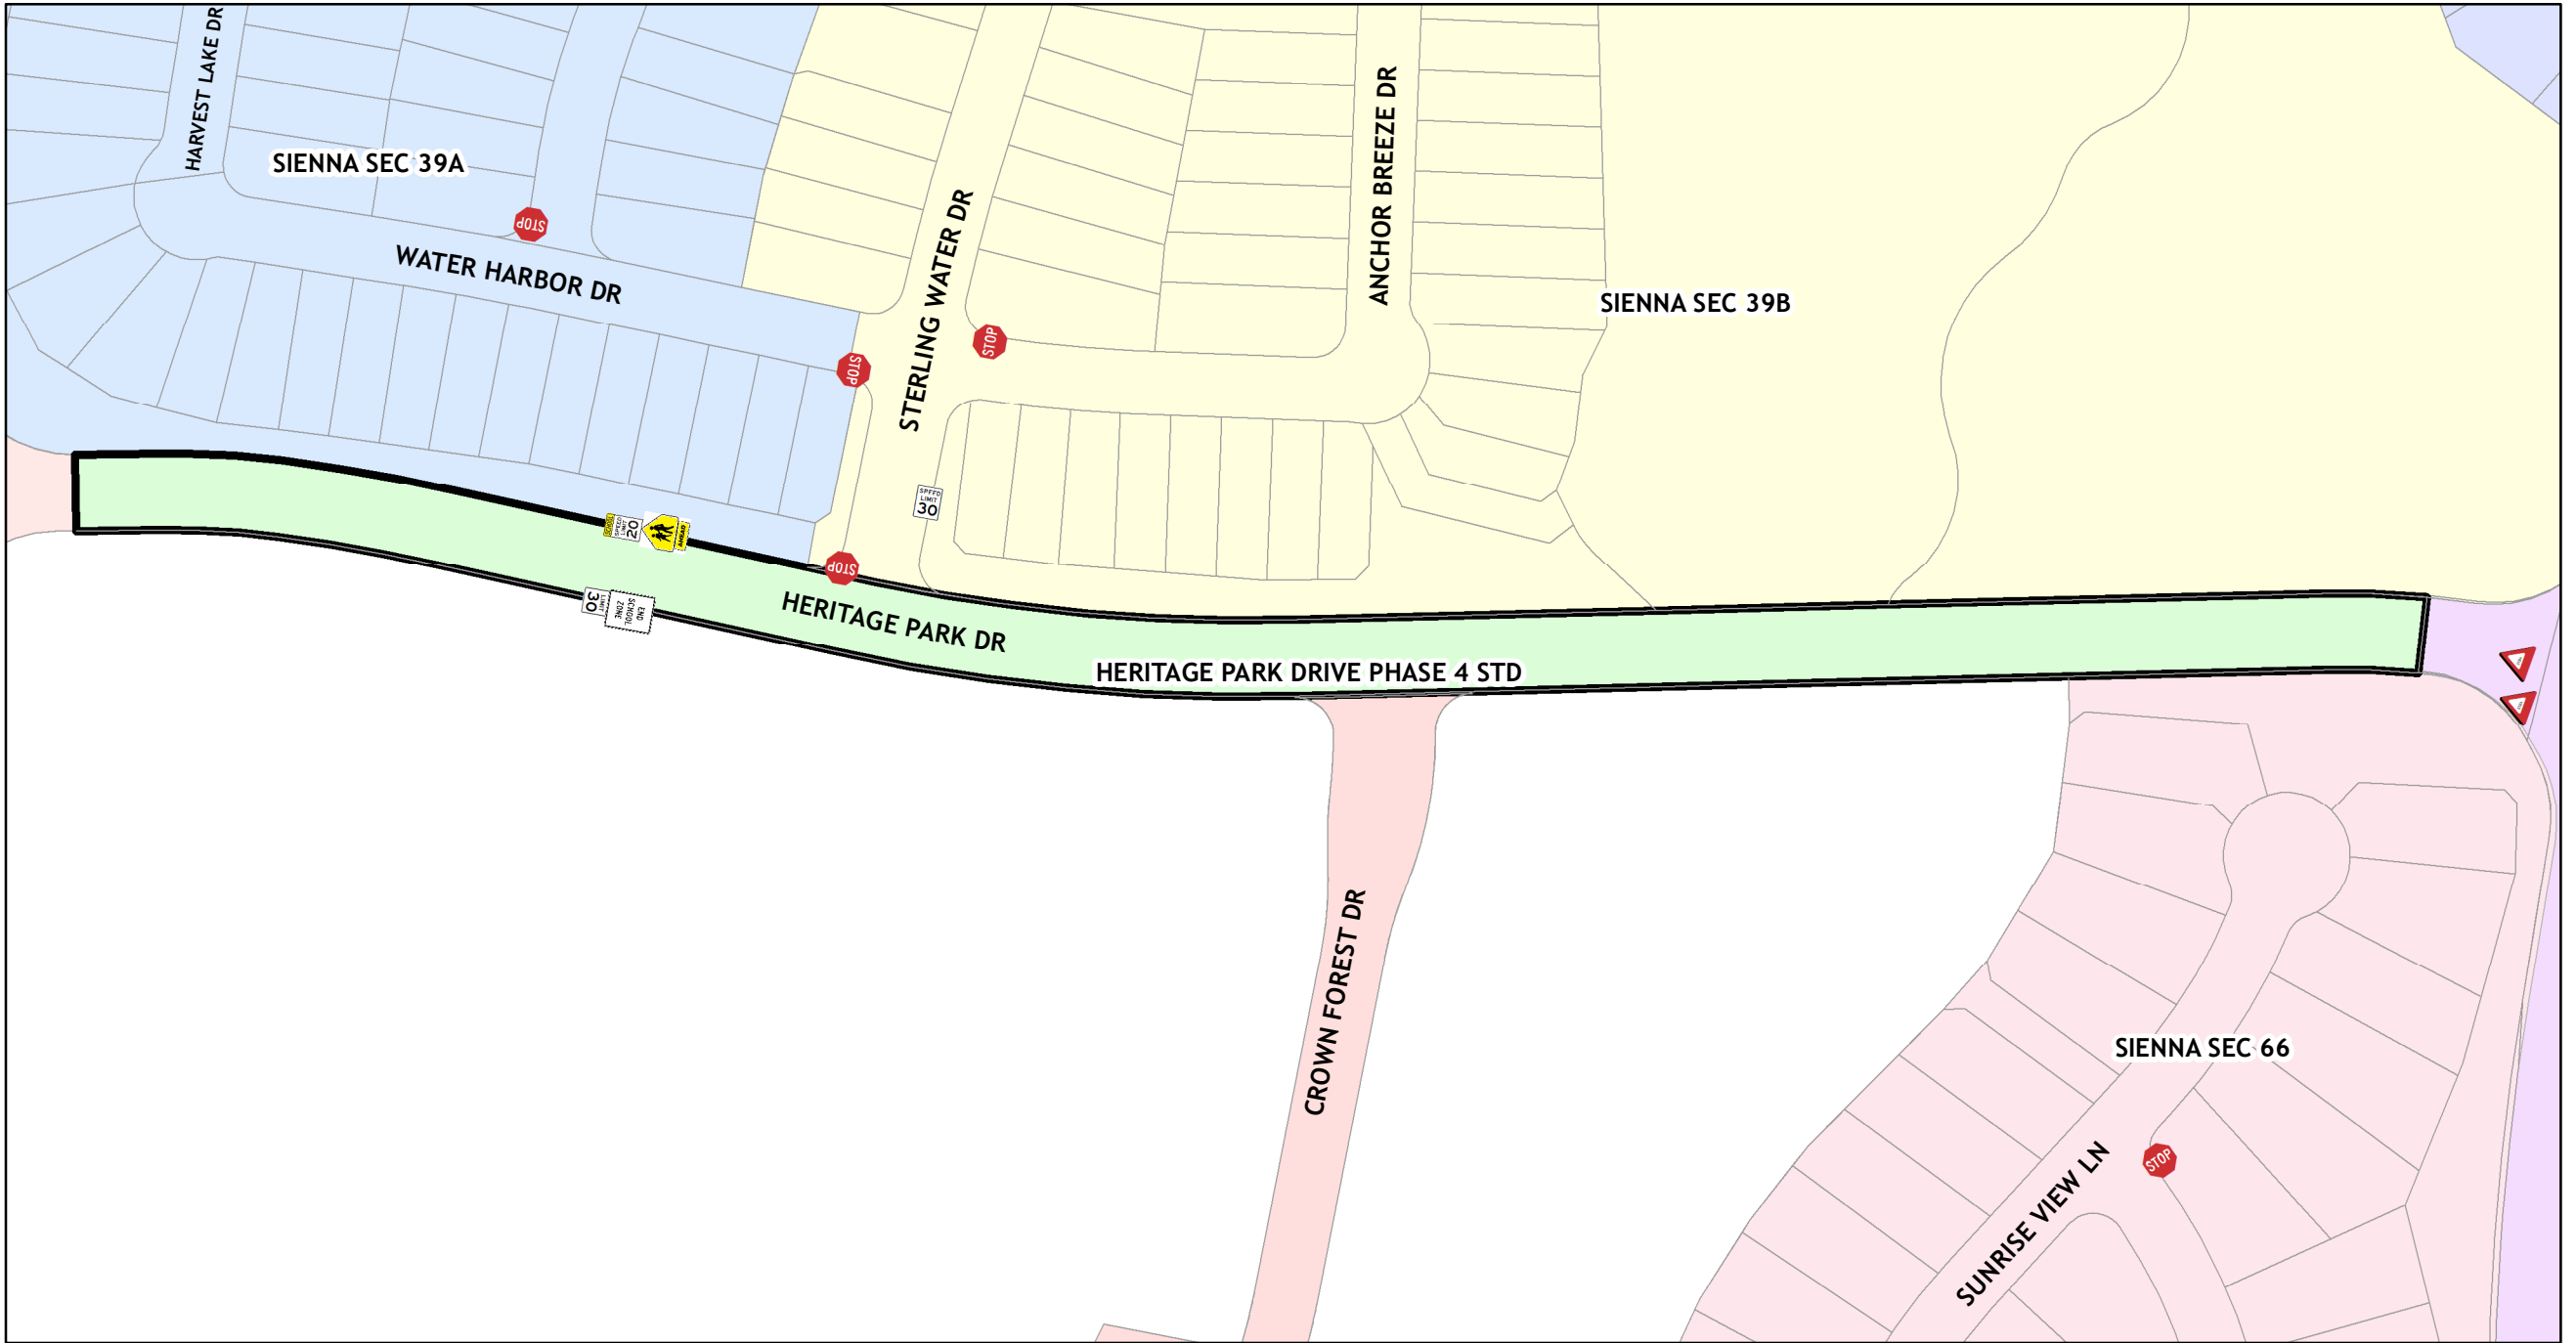 HARVEST LAKE DR
SIENNA SEC 39A
STOP
WATER HARBOR DR
STERLING WATER DR
ANCHOR BREEZE DR
SIENNA SEC 39B
STOP
STOP
SPEED
LIMIT
30
SCHOOL
SPEED
LIMIT
20
AHEAD
STOP
LIMIT
30
END
SCHOOL
ZONE
HERITAGE PARK DR
HERITAGE PARK DRIVE PHASE 4 STD
CROWN FOREST DR
SIENNA SEC 66
SUNRISE VIEW LN
STOP